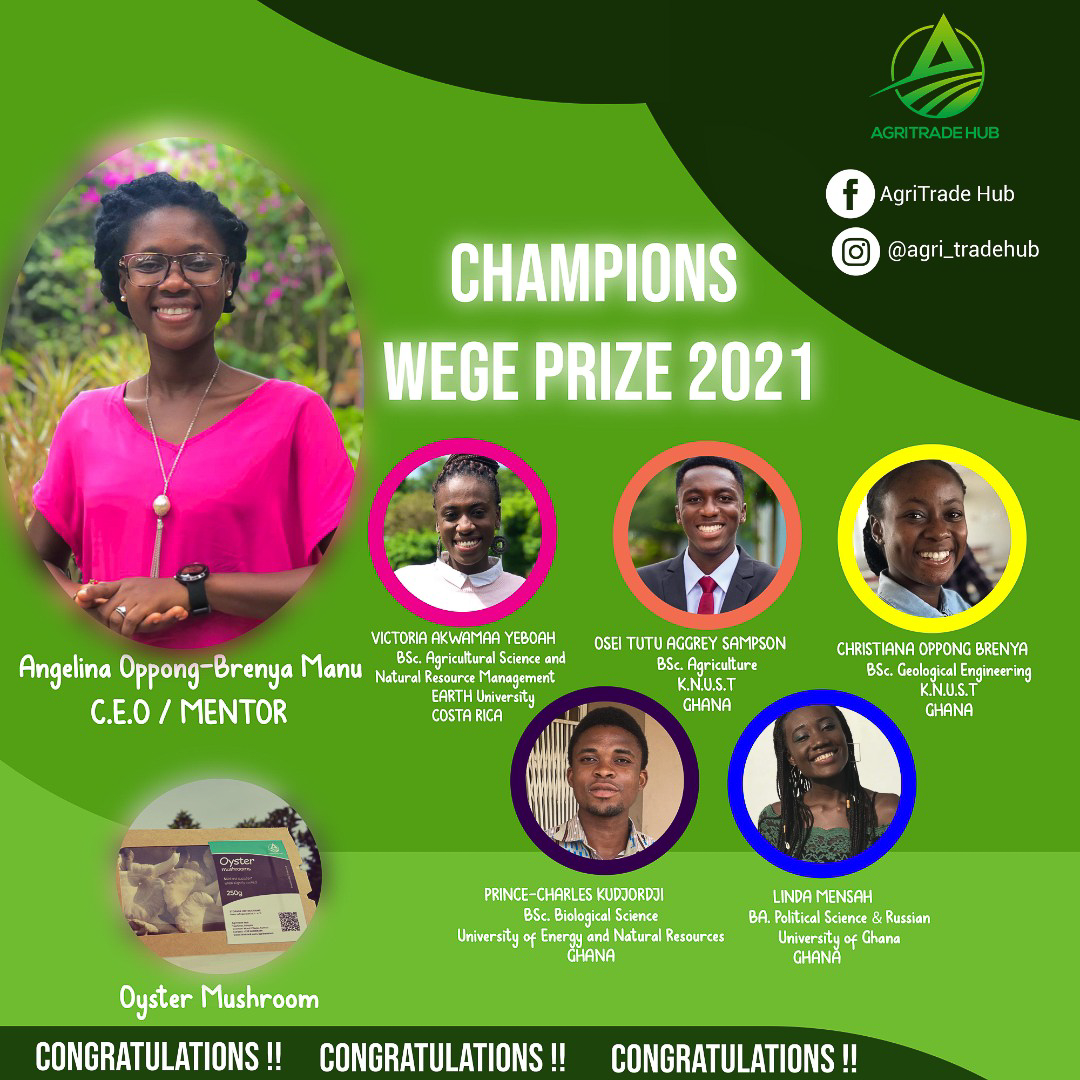 AGRITRADE HUB
AgriTrade Hub
@agri_tradehub
CHAMPIONS
WEGE PRIZE 2021
Angelina Oppong-Brenya Manu
C.E.O / MENTOR
VICTORIA AKWAMAA YEBOAH
BSc. Agricultural Science and
Natural Resource Management
EARTH University
COSTA RICA
OSEI TUTU AGGREY SAMPSON
BSc. Agriculture
K.N.U.S.T
GHANA
CHRISTIANA OPPONG BRENYA
BSc. Geological Engineering
K.N.U.S.T
GHANA
PRINCE-CHARLES KUDJORDJI
BSc. Biological Science
University of Energy and Natural Resources
GHANA
LINDA MENSAH
BA. Political Science & Russian
University of Ghana
GHANA
Oyster
mushrooms
250g
Oyster Mushroom
CONGRATULATIONS !! CONGRATULATIONS !! CONGRATULATIONS !!